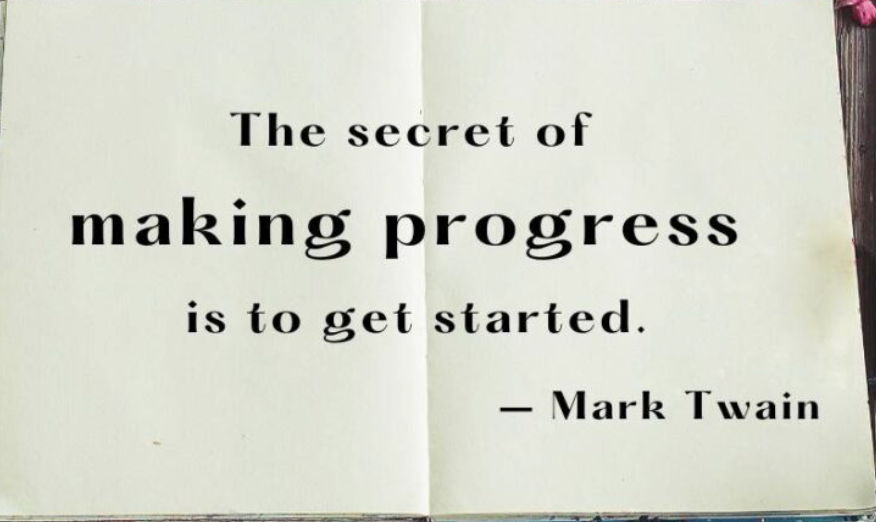 The secret of
making progress
is to get started.
— Mark Twain